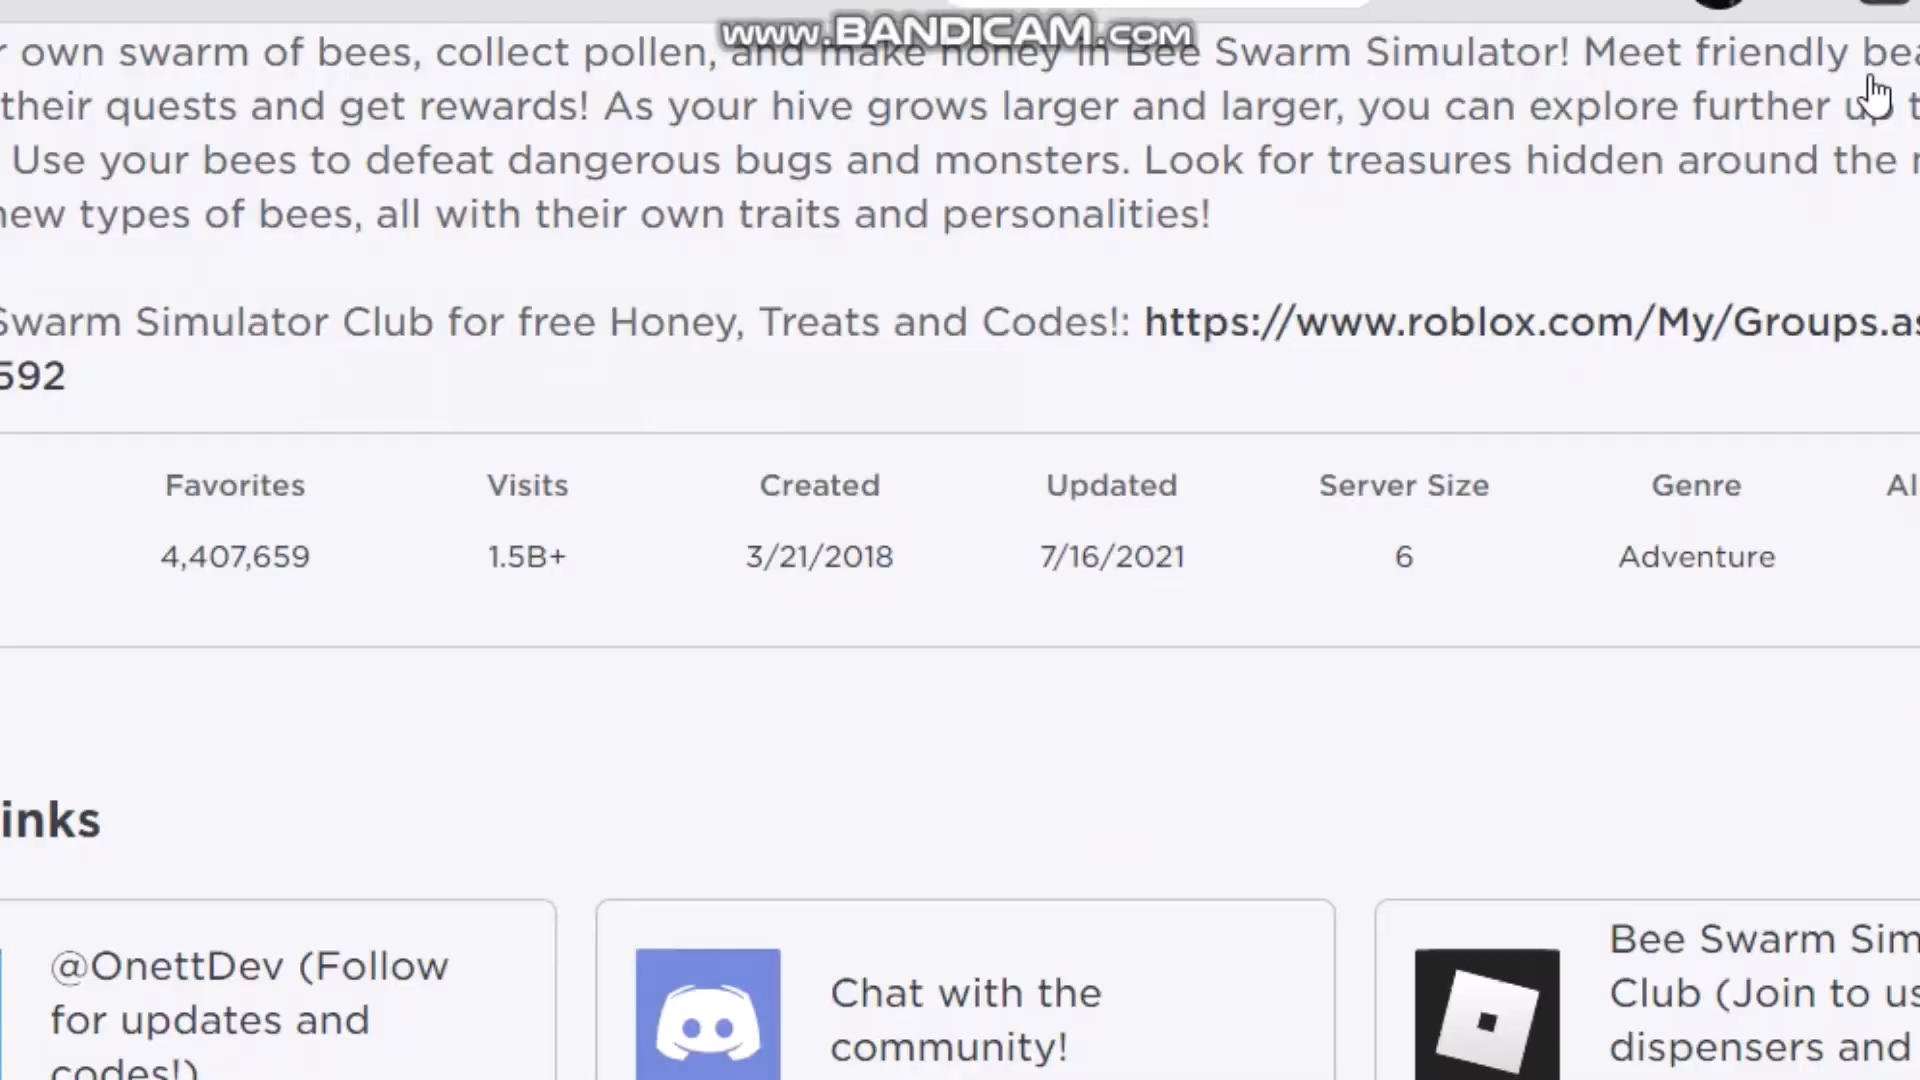 www.BANDICAM.com
own swarm of bees, collect pollen, and make honey in Bee Swarm Simulator! Meet friendly
their quests and get rewards! As your hive grows larger and larger, you can explore further up
Use your bees to defeat dangerous bugs and monsters. Look for treasures hidden around the
new types of bees, all with their own traits and personalities!
Swarm Simulator Club for free Honey, Treats and Codes!: https://www.roblox.com/My/Groups.as
592
Favorites Visits Created Updated Server Size Genre Al
4,407,659 1.5B+ 3/21/2018 7/16/2021 6 Adventure
inks
@OnettDev (Follow
for updates and
codes!)
Chat with the
community!
Bee Swarm Sim
Club (Join to us
dispensers and